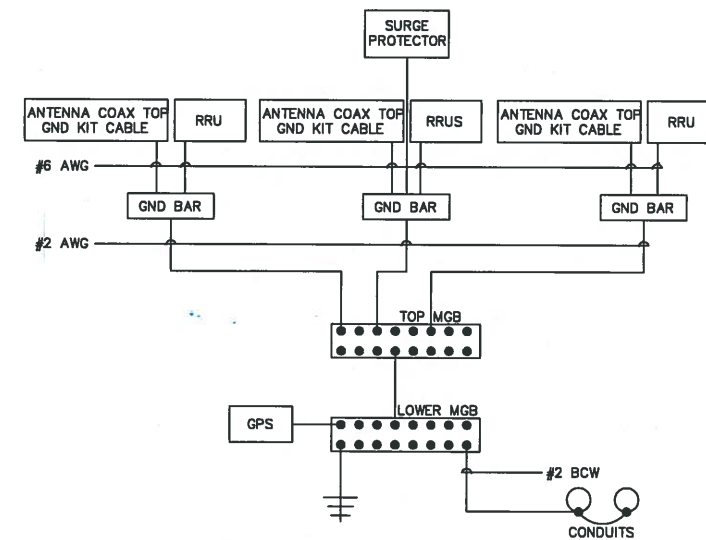 SURGE
PROTECTOR
ANTENNA COAX TOP
GND KIT CABLE
RRU
ANTENNA COAX TOP
GND KIT CABLE
RRUS
ANTENNA COAX TOP
GND KIT CABLE
RRU
#6 AWG
GND BAR
GND BAR
GND BAR
#2 AWG
TOP MGB
LOWER MGB
GPS
#2 BCW
CONDUITS